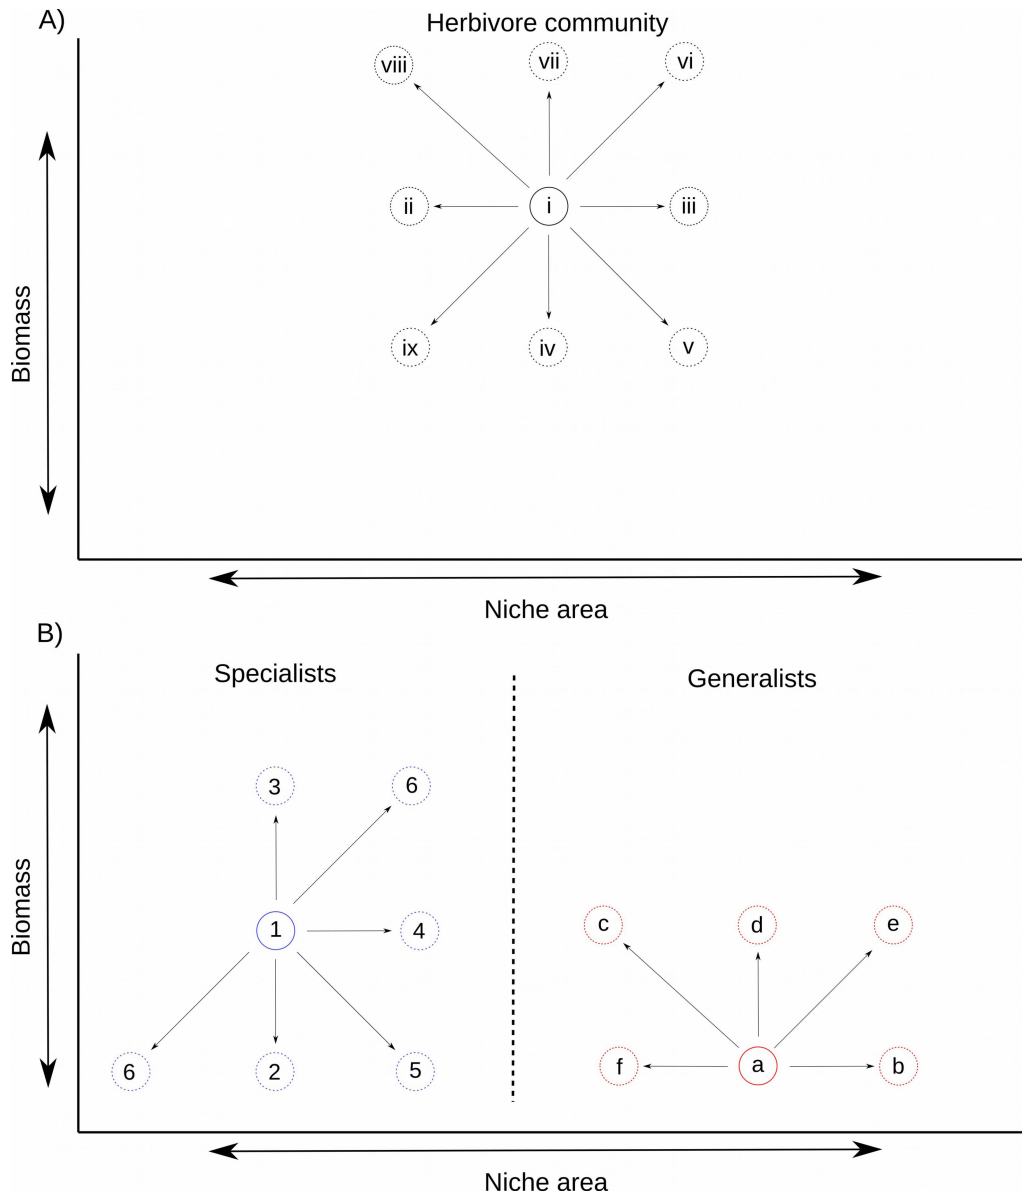 A)
Herbivore community
viii
vii
vi
ii
i
iii
ix
iv
v
Biomass
Niche area
B)
Specialists
Generalists
3
6
1
4
6
2
5
c
d
e
f
a
b
Biomass
Niche area